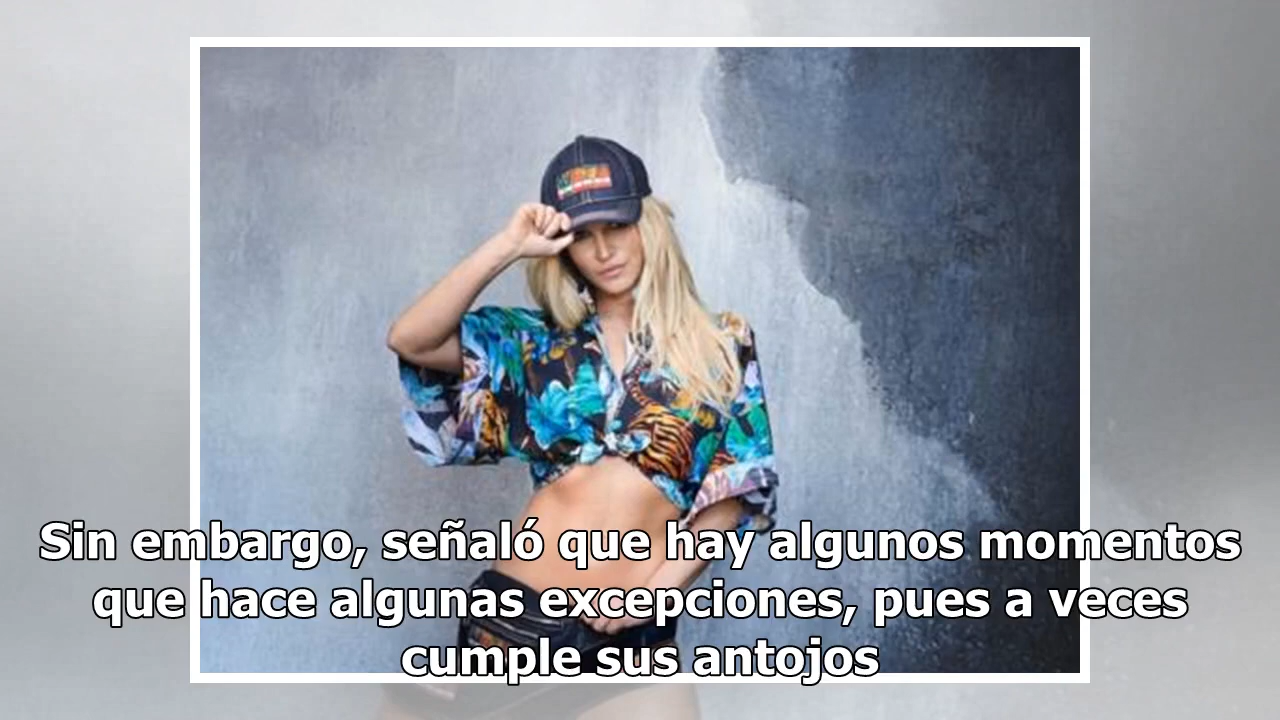 Sin embargo, señaló que hay algunos momentos
que hace algunas excepciones, pues a veces
cumple sus antojos